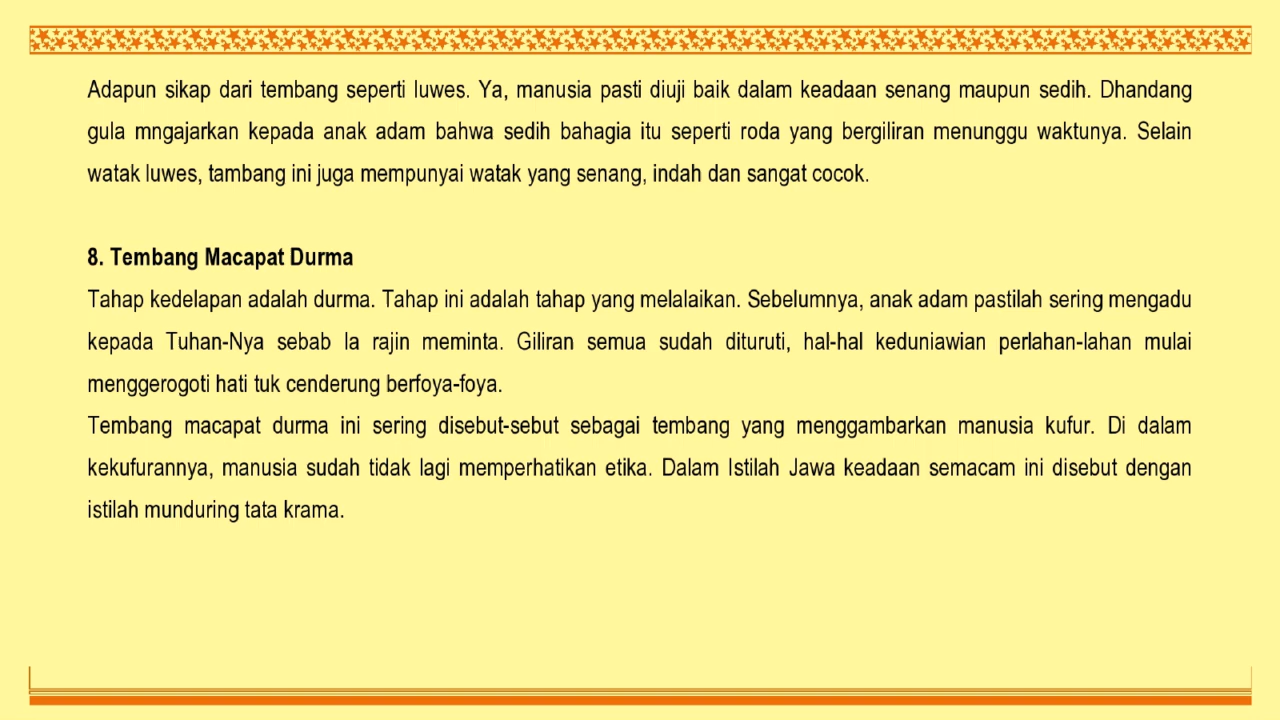 Adapun sikap dari tembang seperti luwes. Ya, manusia pasti diuji baik dalam keadaan senang maupun sedih. Dhandang
gula mngajarkan kepada anak adam bahwa sedih bahagia itu seperti roda yang bergiliran menunggu waktunya. Selain
watak luwes, tambang ini juga mempunyai watak yang senang, indah dan sangat cocok.
8. Tembang Macapat Durma
Tahap kedelapan adalah durma. Tahap ini adalah tahap yang melalaikan. Sebelumnya, anak adam pastilah sering mengadu
kepada Tuhan-Nya sebab Ia rajin meminta. Giliran semua sudah dituruti, hal-hal keduniawian perlahan-lahan mulai
menggerogoti hati tuk cenderung berfoya-foya.
Tembang macapat durma ini sering disebut-sebut sebagai tembang yang menggambarkan manusia kufur. Di dalam
kekufurannya, manusia sudah tidak lagi memperhatikan etika. Dalam Istilah Jawa keadaan semacam ini disebut dengan
istilah munduring tata krama.